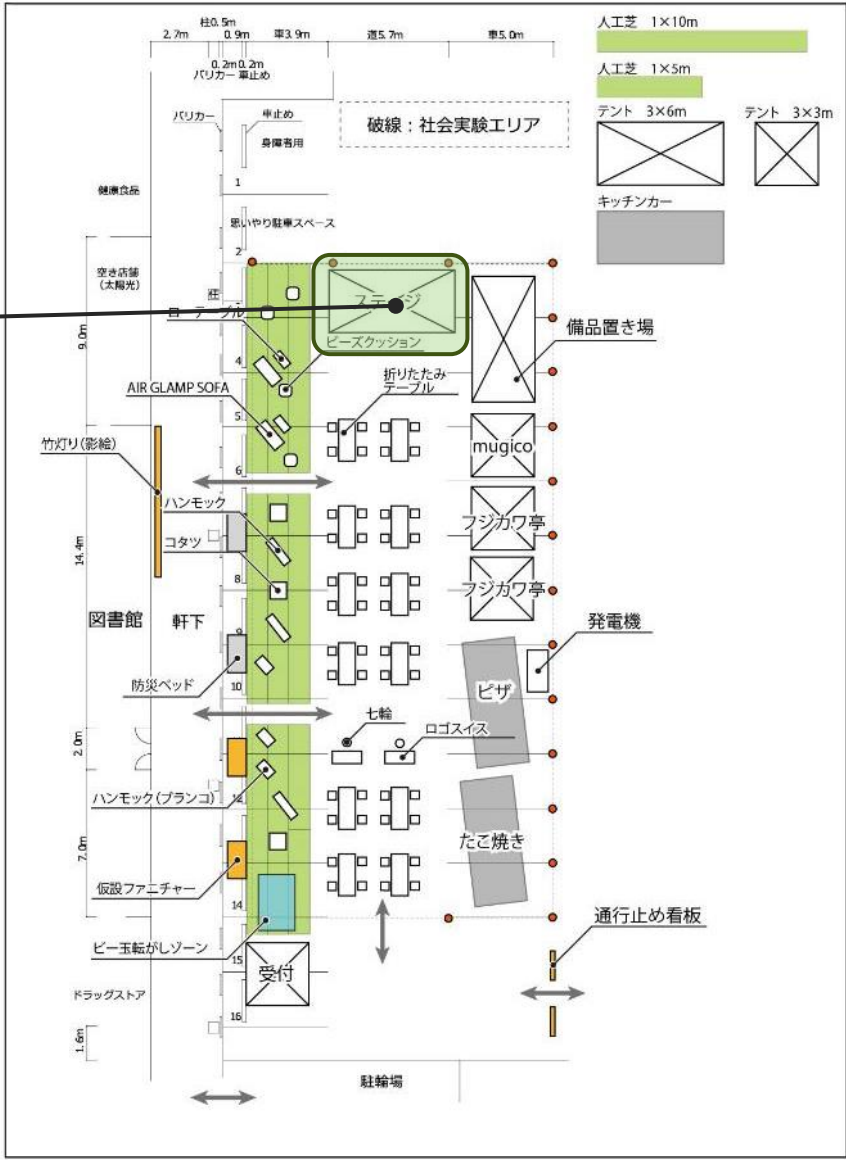 柱0.5m
2.7m
0.9m
車3.9m
道5.7m
車5.0m
0.2m
0.2m
バリカー
車止め
バリカー
車止め
身障者用
破線：社会実験エリア
人工芝 1×10m
人工芝 1×5m
テント 3×6m
テント 3×3m
キッチンカー
健康食品
1
思いやり駐車スペース
2
空き店舗
(太陽光)
ステージ
ローテーブル
9.0m
備品置き場
ビーズクッション
4
折りたたみ
テーブル
AIR GLAMP SOFA
5
竹灯り(影絵)
mugico
6
ハンモック
フジカワ亭
コタツ
14.4m
8
フジカワ亭
図書館
軒下
9
発電機
防災ベッド
10
ピザ
七輪
ロゴスイス
2.0m
ハンモック(ブランコ)
12
たこ焼き
7.0m
仮設ファニチャー
14
通行止め看板
ビー玉転がしゾーン
15
受付
ドラッグストア
16
1.6m
駐輪場